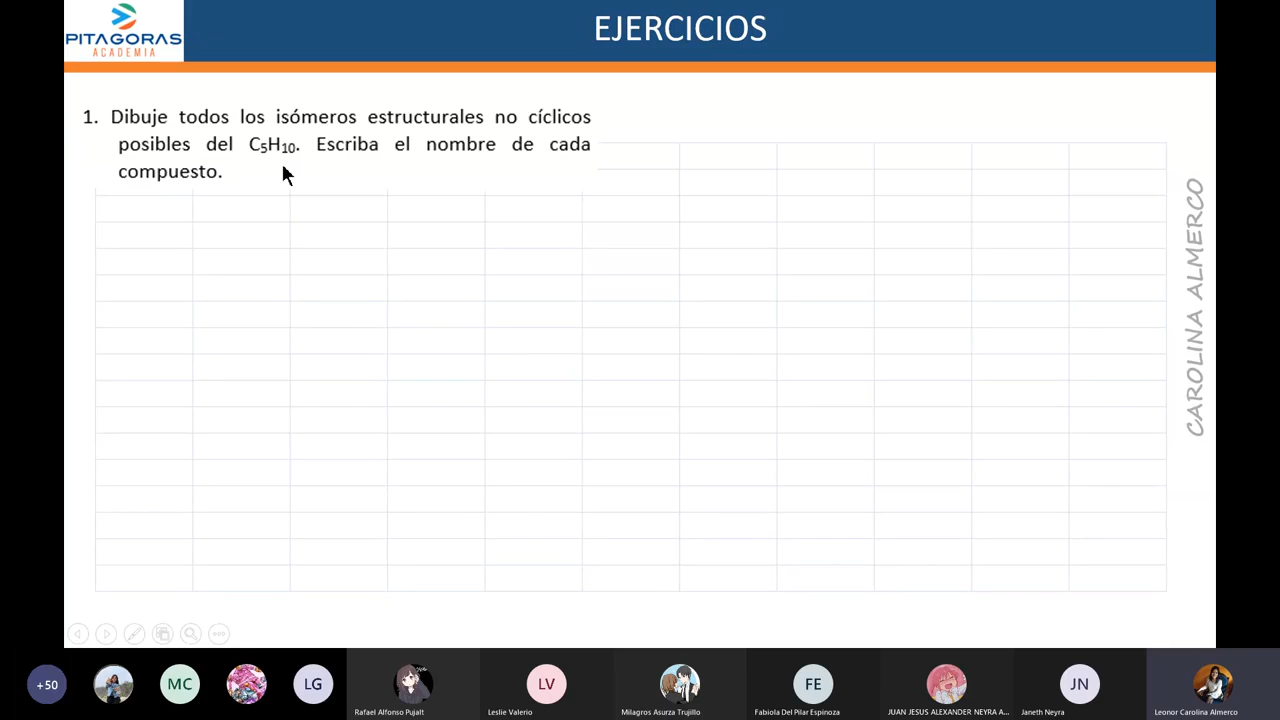 PITAGORAS
ACADEMIA
EJERCICIOS
1. Dibuje todos los isómeros estructurales no cíclicos
posibles del C₅H₁₀. Escriba el nombre de cada
compuesto.
CAROLINA ALMERCO
+50
MC
LG
LV
FE
JN
Rafael Alfonso Pujalt
Leslie Valerio
Milagros Asurza Trujillo
Fabiola Del Pilar Espinoza
JUAN JESUS ALEXANDER NEYRA A...
Janeth Neyra
Leonor Carolina Almerco